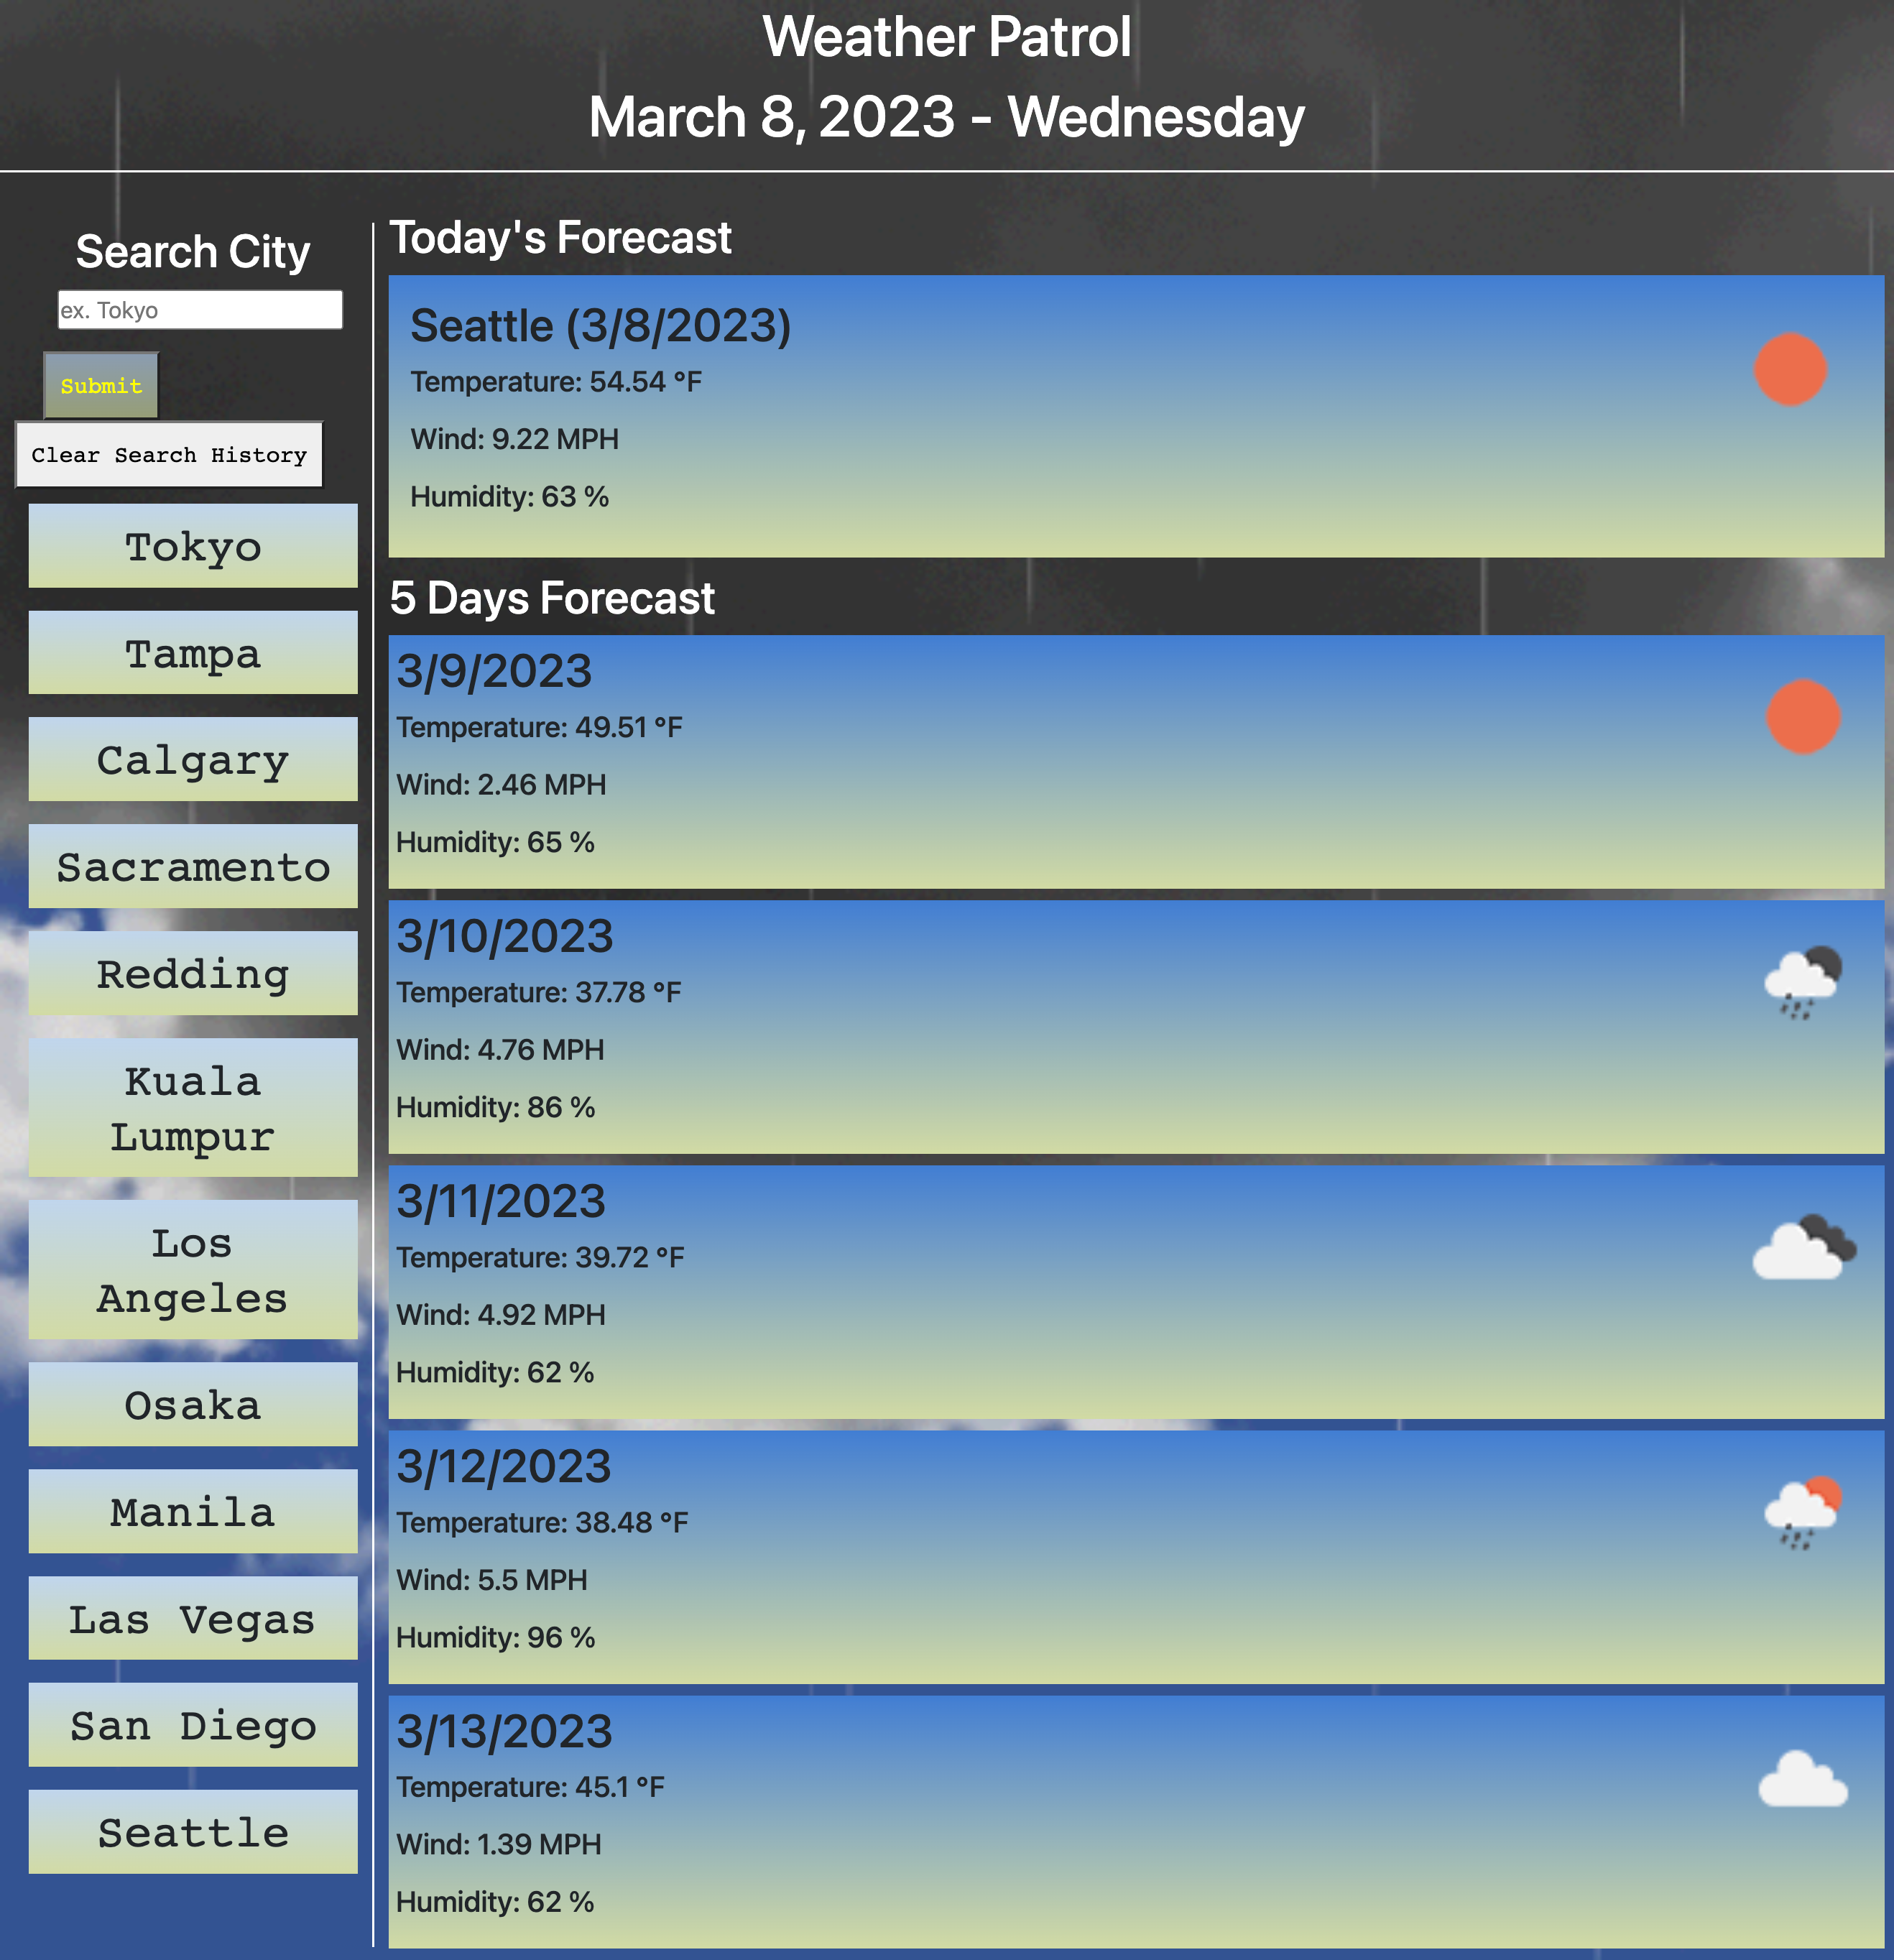 Weather Patrol
March 8, 2023 - Wednesday
Search City
ex. Tokyo
Submit
Clear Search History
Tokyo
Tampa
Calgary
Sacramento
Redding
Kuala
Lumpur
Los
Angeles
Osaka
Manila
Las Vegas
San Diego
Seattle
Today's Forecast
Seattle (3/8/2023)
Temperature: 54.54 °F
Wind: 9.22 MPH
Humidity: 63 %
5 Days Forecast
3/9/2023
Temperature: 49.51 °F
Wind: 2.46 MPH
Humidity: 65 %
3/10/2023
Temperature: 37.78 °F
Wind: 4.76 MPH
Humidity: 86 %
3/11/2023
Temperature: 39.72 °F
Wind: 4.92 MPH
Humidity: 62 %
3/12/2023
Temperature: 38.48 °F
Wind: 5.5 MPH
Humidity: 96 %
3/13/2023
Temperature: 45.1 °F
Wind: 1.39 MPH
Humidity: 62 %